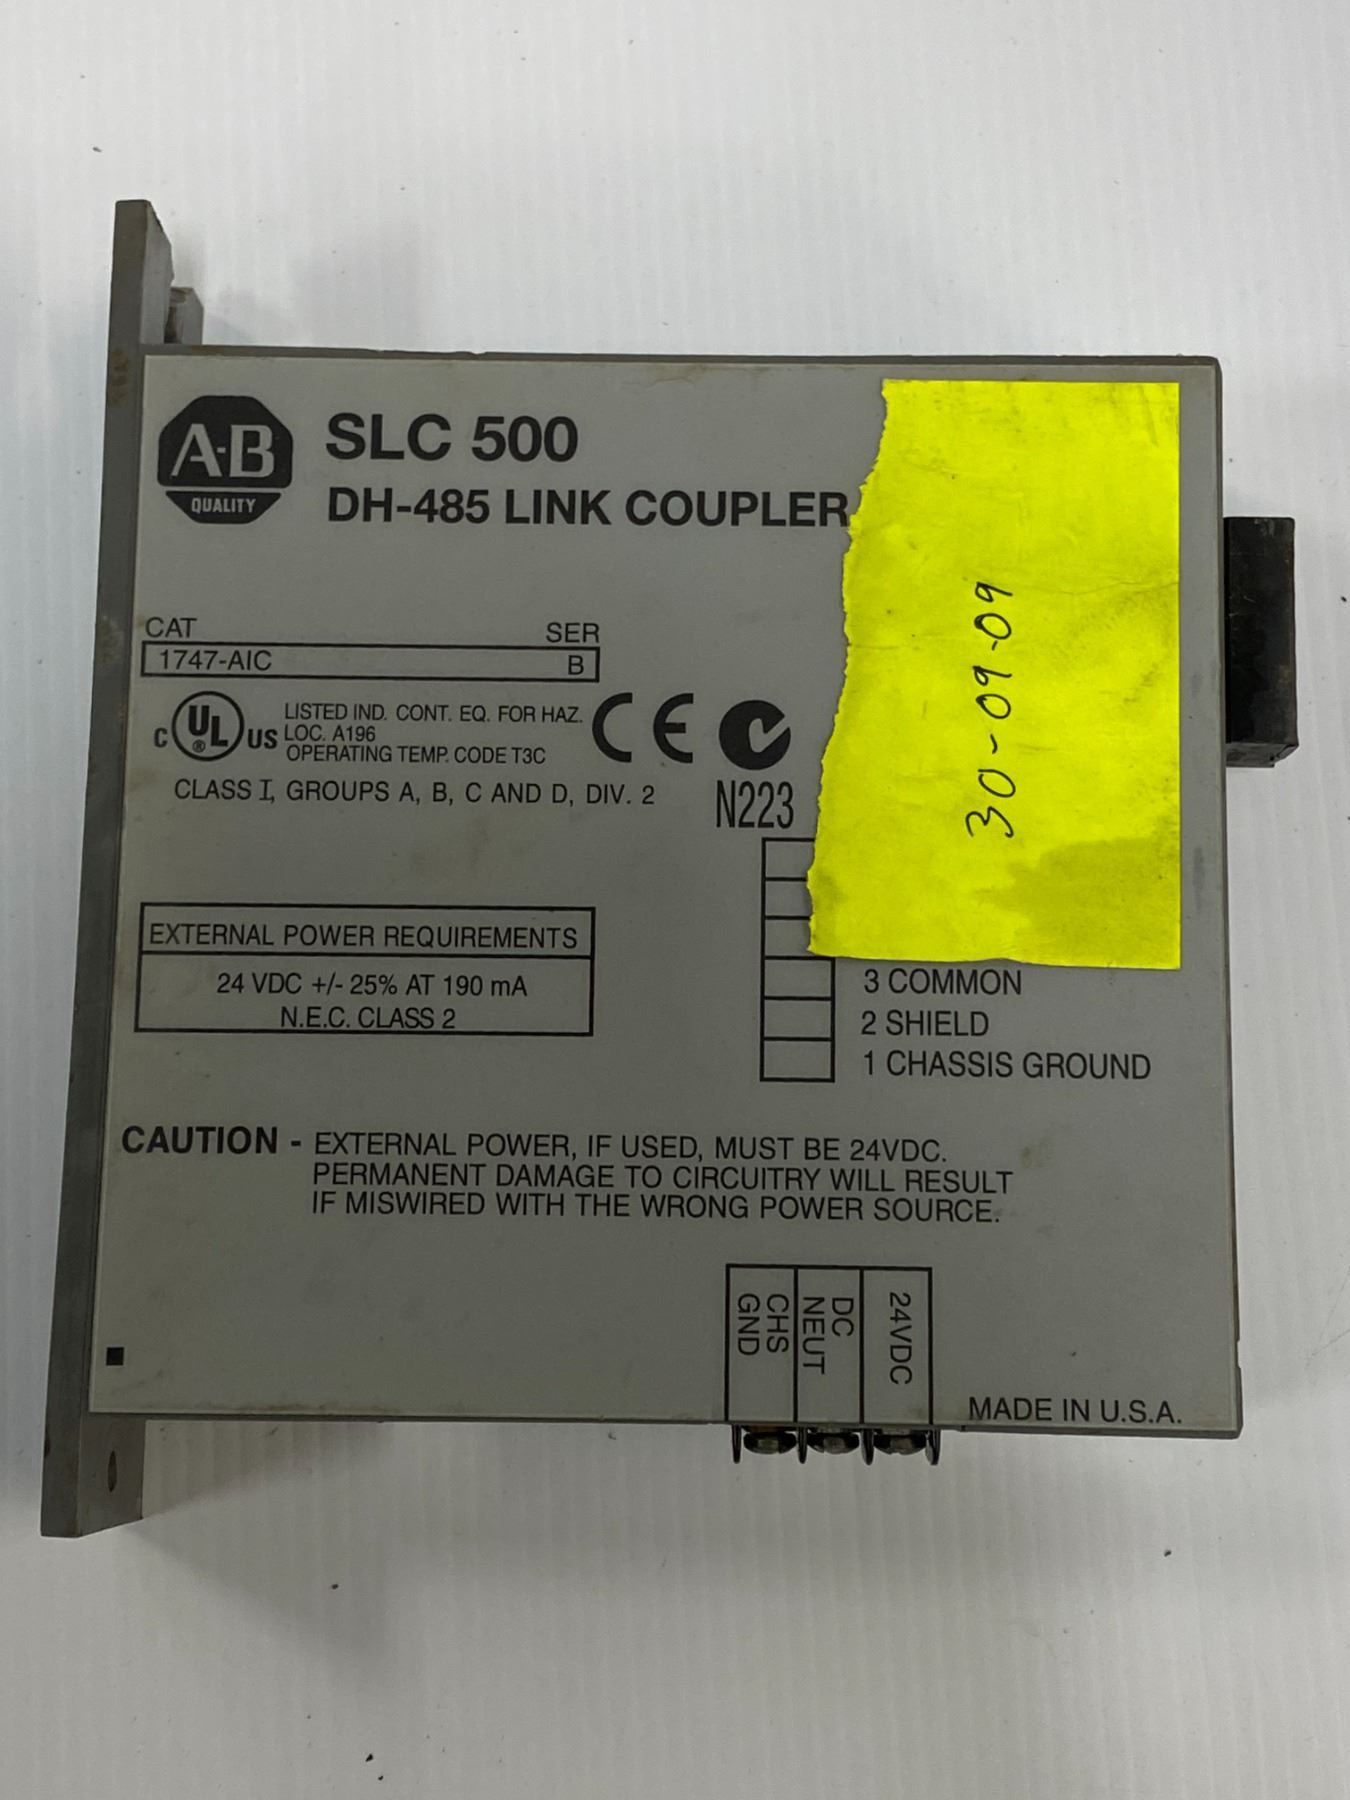 A-B
QUALITY
SLC 500
DH-485 LINK COUPLER
CAT SER
1747-AIC B
C UL ® US
LISTED IND. CONT. EQ. FOR HAZ.
LOC. A196
OPERATING TEMP. CODE T3C
CE
CLASS I, GROUPS A, B, C AND D, DIV. 2
N223
30-09-09
EXTERNAL POWER REQUIREMENTS
24 VDC +/- 25% AT 190 mA
N.E.C. CLASS 2
3 COMMON
2 SHIELD
1 CHASSIS GROUND
CAUTION - EXTERNAL POWER, IF USED, MUST BE 24VDC.
PERMANENT DAMAGE TO CIRCUITRY WILL RESULT
IF MISWIRED WITH THE WRONG POWER SOURCE.
CHS
GND
DC
NEUT
24VDC
MADE IN U.S.A.